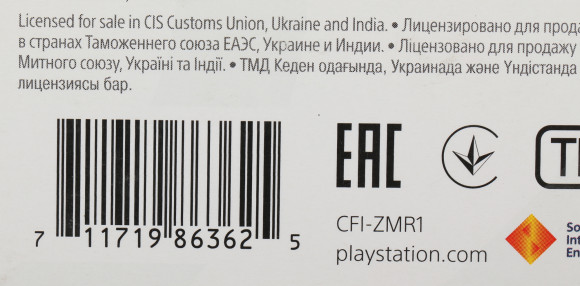 Licensed for sale in CIS Customs Union, Ukraine and India. • Лицензировано для
в странах Таможенного союза ЕАЭС, Украине и Индии. • Ліцензовано для продажу
Митного союзу, Україні та Індії. • ТМД Кеден одағында, Украинада және Үндістанда
лицензиясы бар.
EAC
7 11719 86362 5
CFI-ZMR1
playstation.com